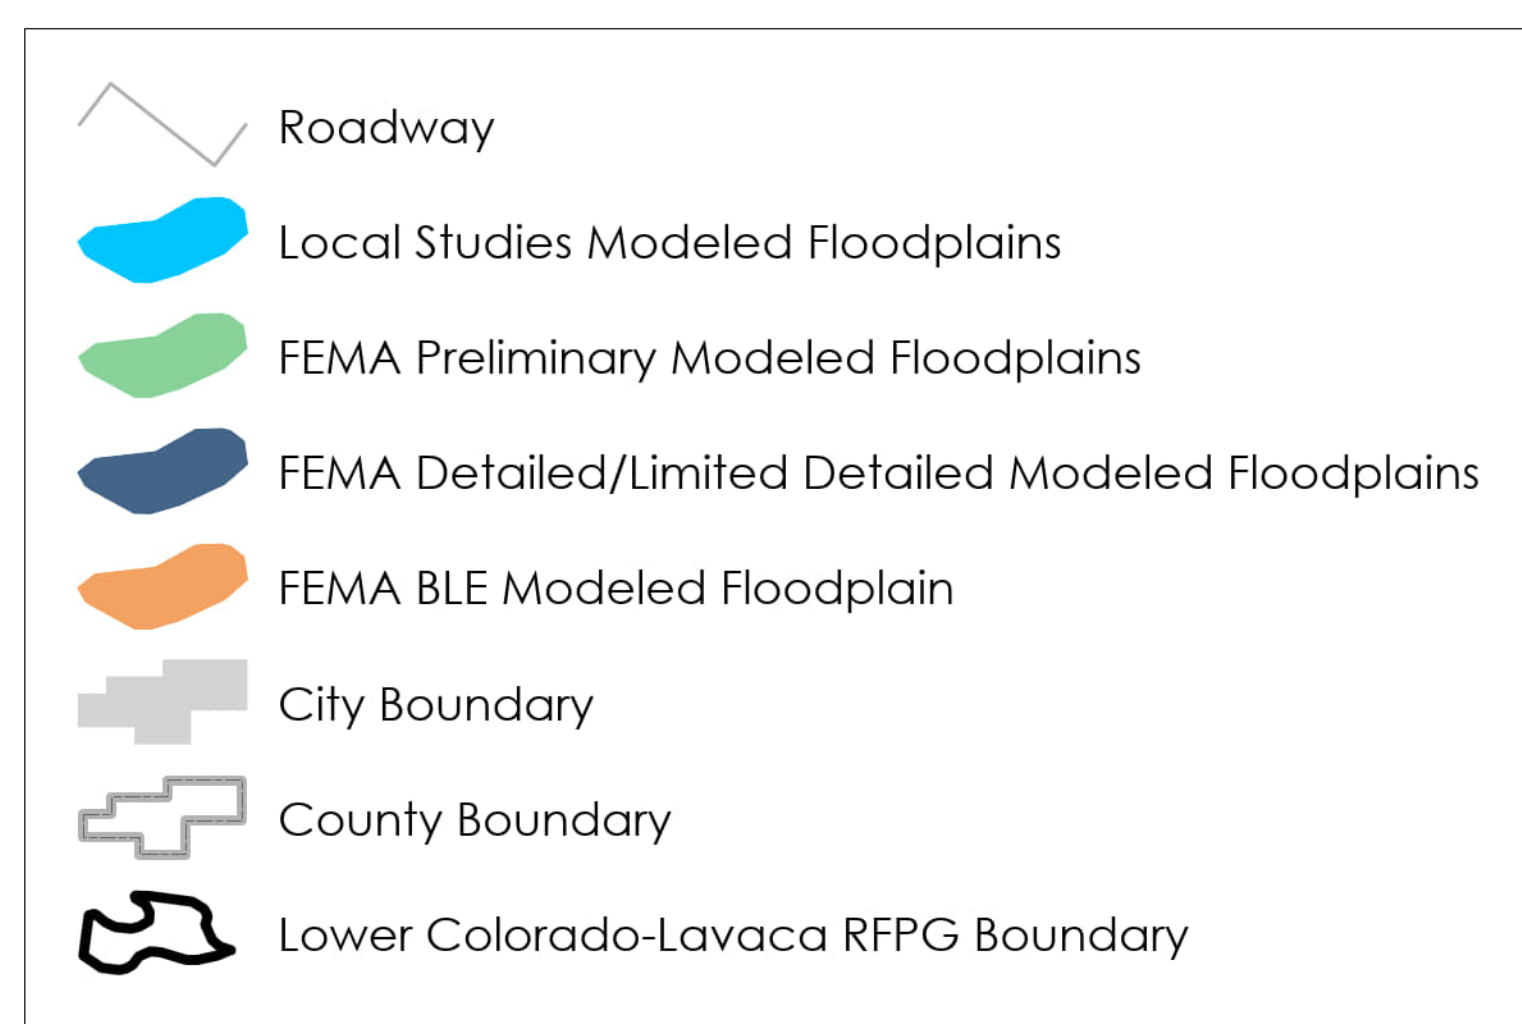 Roadway
Local Studies Modeled Floodplains
FEMA Preliminary Modeled Floodplains
FEMA Detailed/Limited Detailed Modeled Floodplains
FEMA BLE Modeled Floodplain
City Boundary
County Boundary
Lower Colorado-Lavaca RFPG Boundary